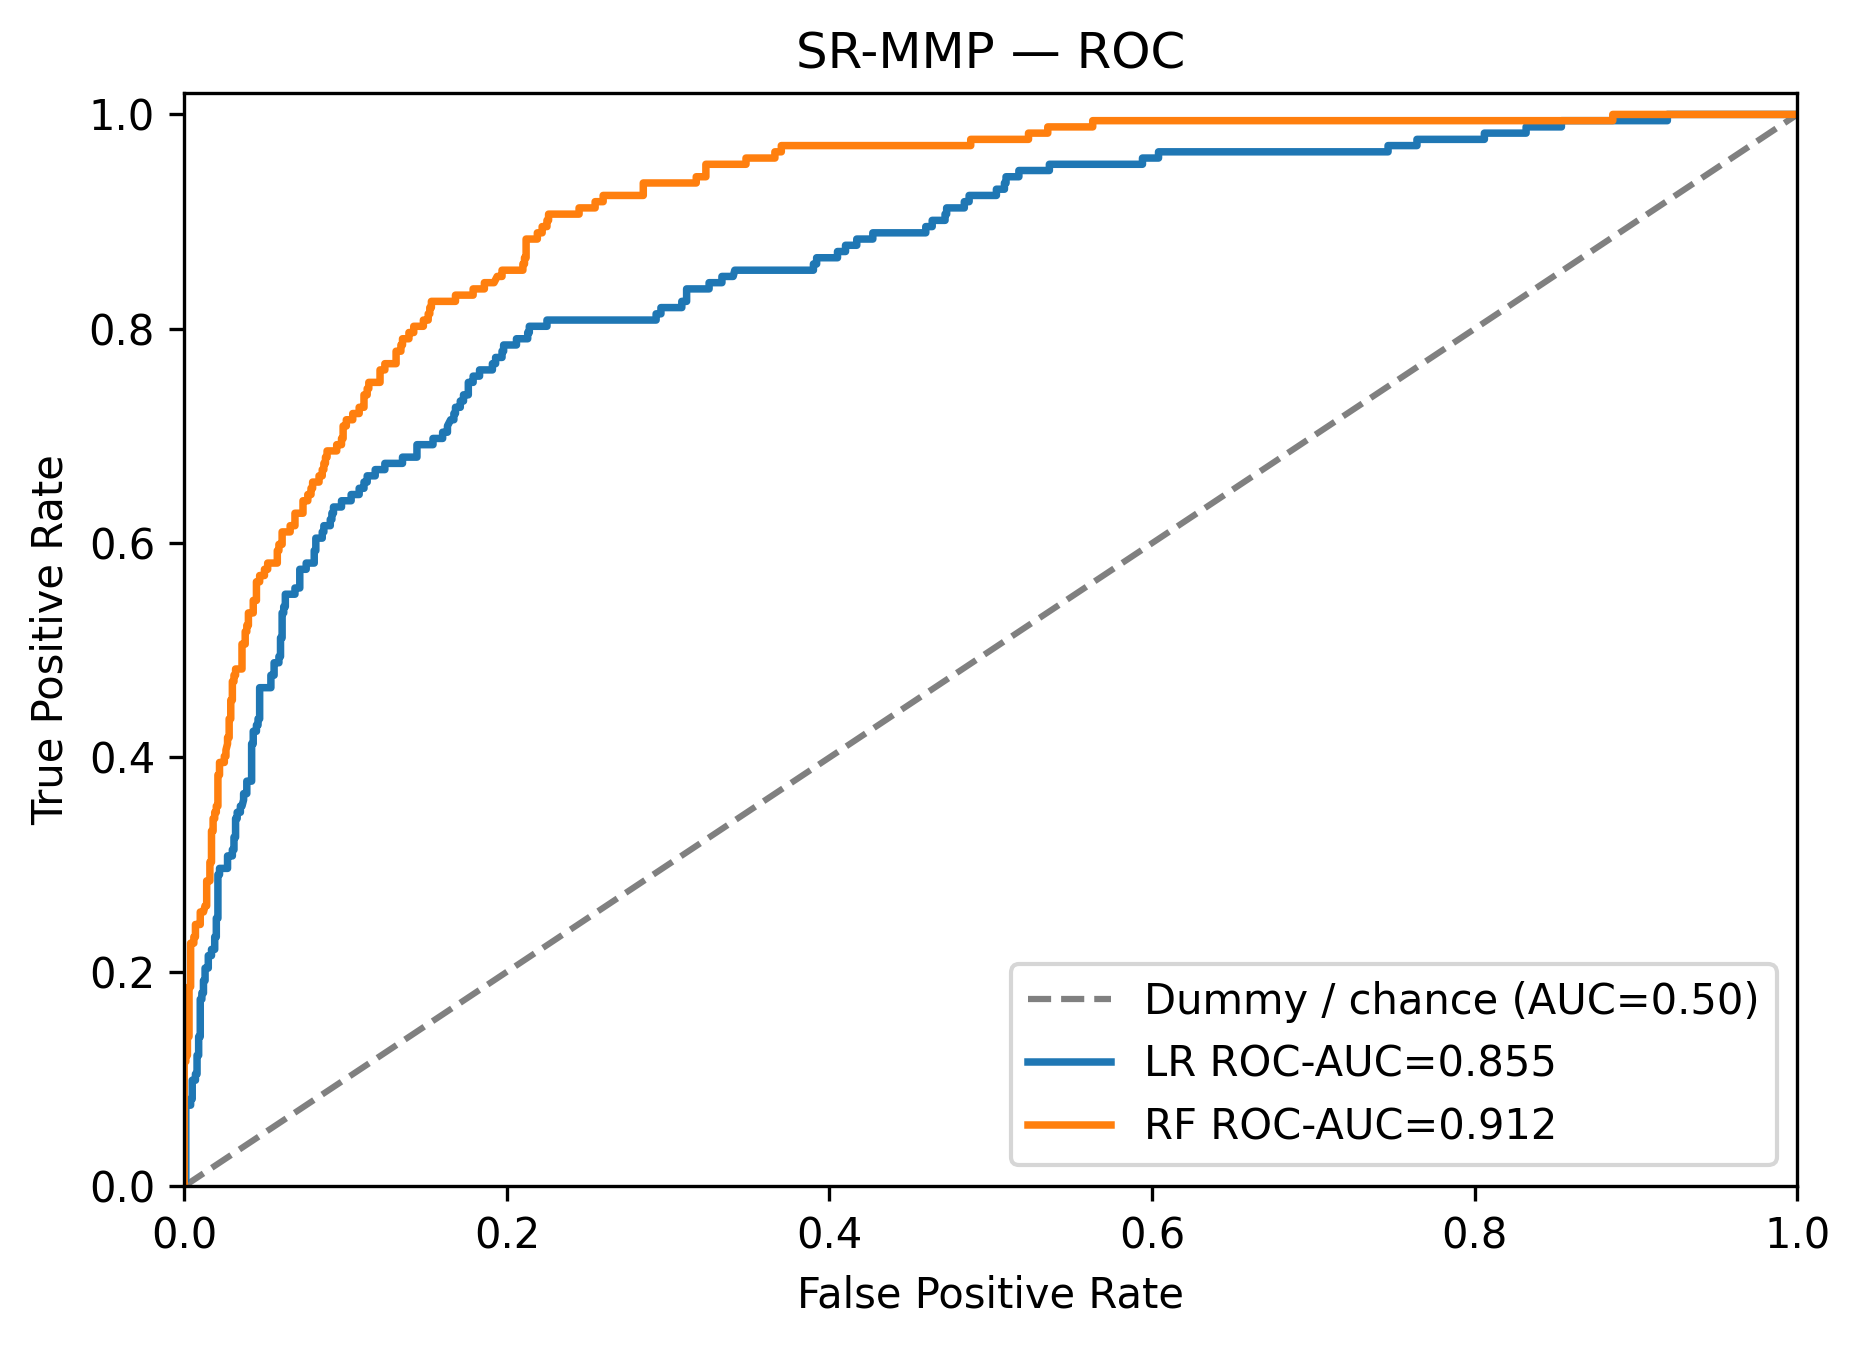 SR-MMP — ROC
1.0
0.8
0.6
0.4
0.2
0.0
True Positive Rate
Dummy / chance (AUC=0.50)
LR ROC-AUC=0.855
RF ROC-AUC=0.912
0.0 0.2 0.4 0.6 0.8 1.0
False Positive Rate